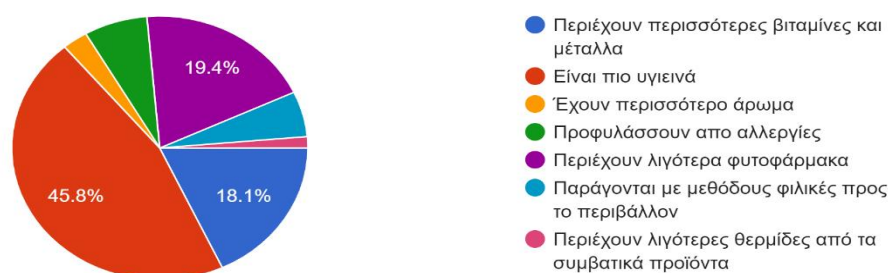 19.4%
45.8%
18.1%
Περιέχουν περισσότερες βιταμίνες και
μέταλλα
Είναι πιο υγιεινά
Έχουν περισσότερο άρωμα
Προφυλάσσουν απο αλλεργίες
Περιέχουν λιγότερα φυτοφάρμακα
Παράγονται με μεθόδους φιλικές προς
το περιβάλλον
Περιέχουν λιγότερες θερμίδες από τα
συμβατικά προϊόντα